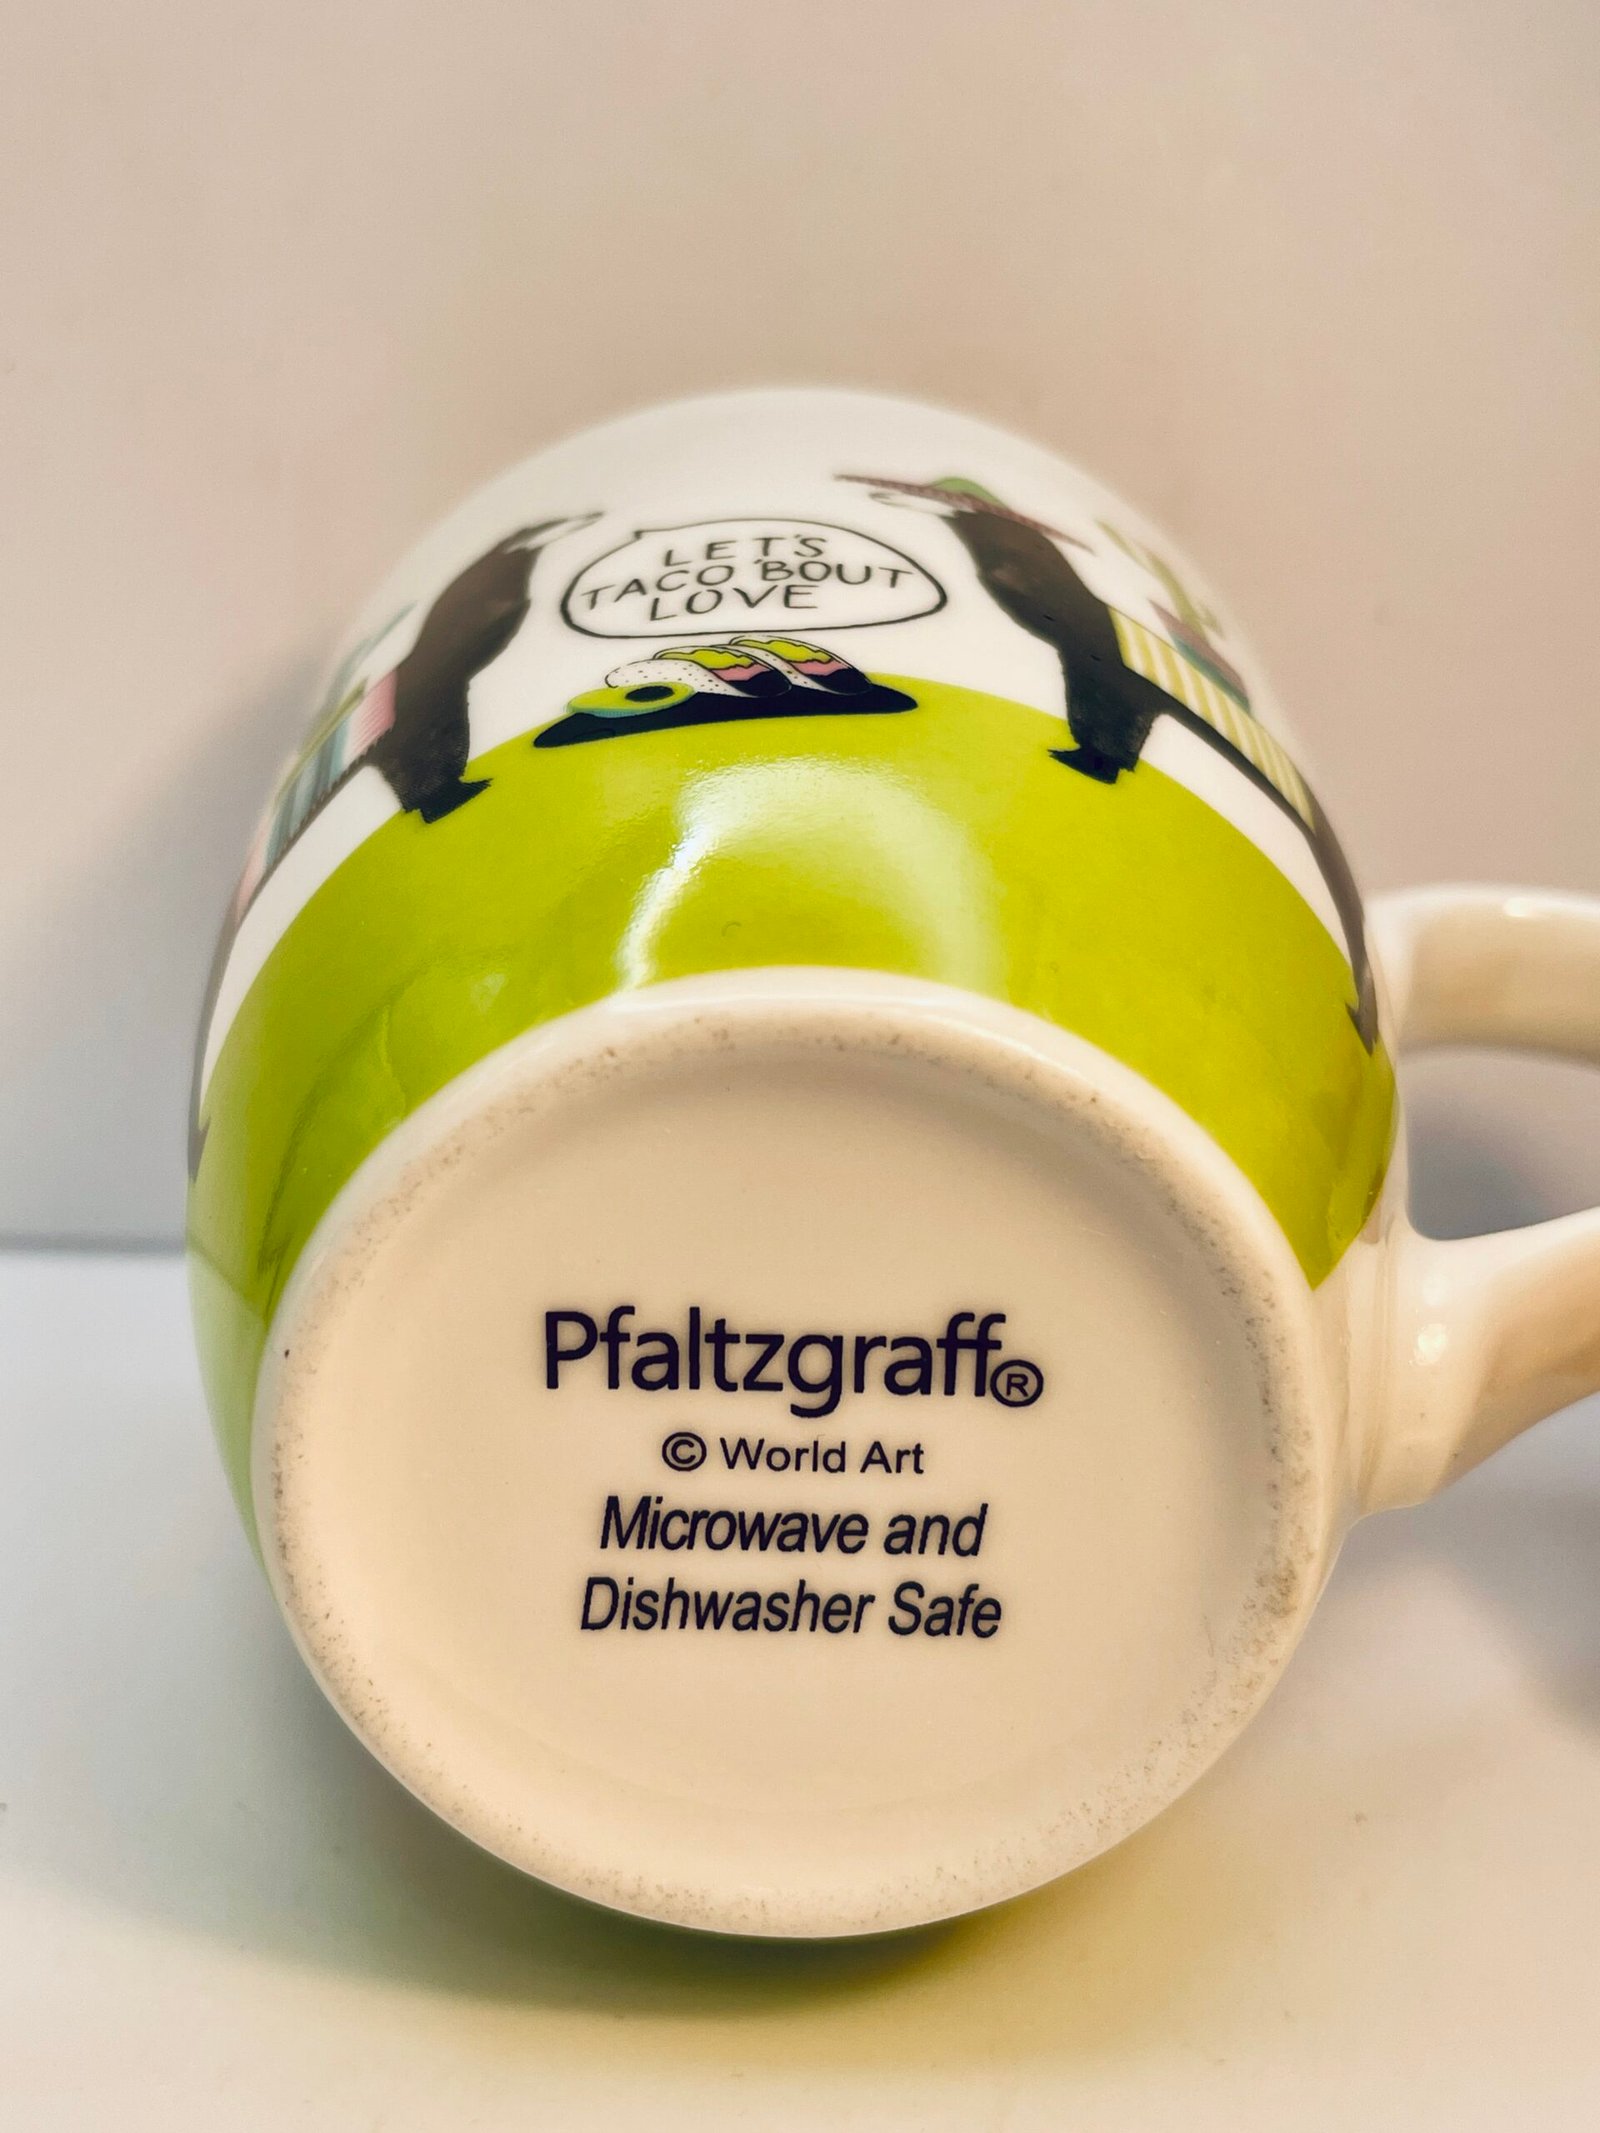 LET'S
TACO 'BOUT
LOVE
Pfaltzgraff®
© World Art
Microwave and
Dishwasher Safe